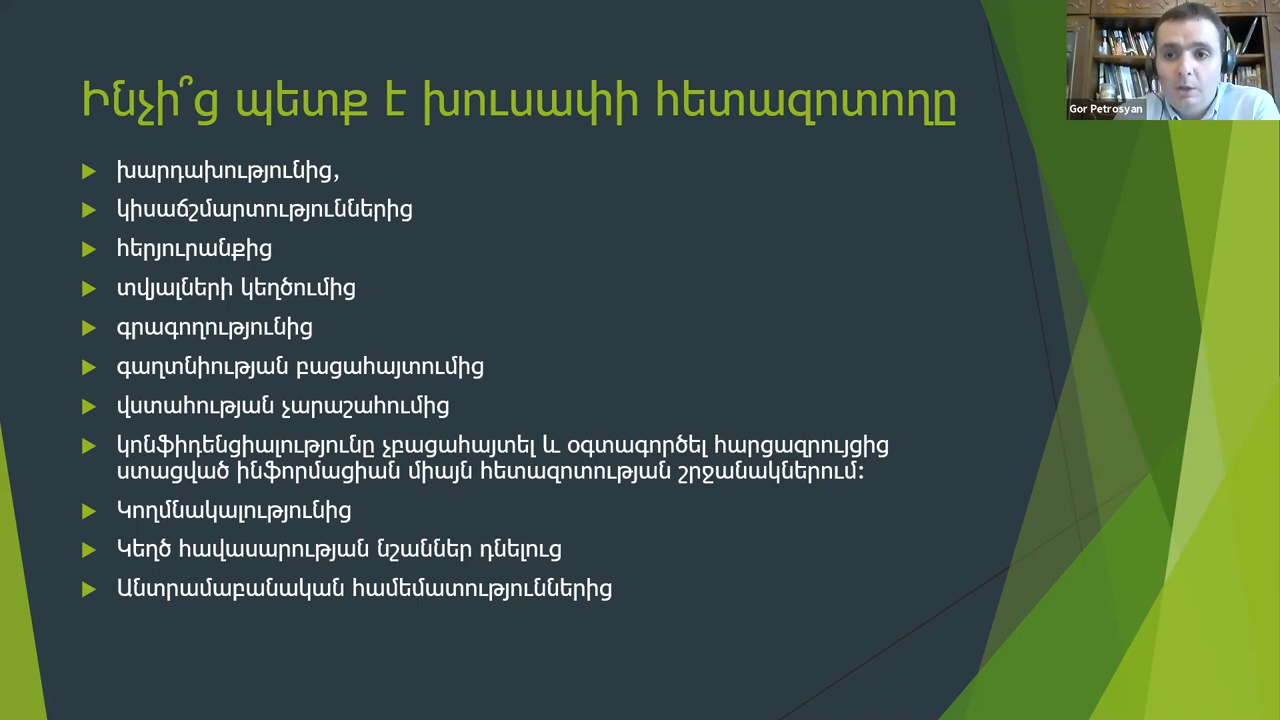 Ինչի՞ց պետք է խուսափի հետազոտողը
Gor Petrosyan
խարդախությունից,
կիսաճշմարտություններից
հերյուրանքից
տվյալների կեղծումից
գրագողությունից
գաղտնիության բացահայտումից
վստահության չարաշահումից
կոնֆիդենցիալությունը չբացահայտել և օգտագործել հարցազրույցից
ստացված ինֆորմացիան միայն հետազոտության շրջանակներում:
Կողմնակալությունից
Կեղծ հավասարության նշաններ դնելուց
Անտրամաբանական համեմատություններից